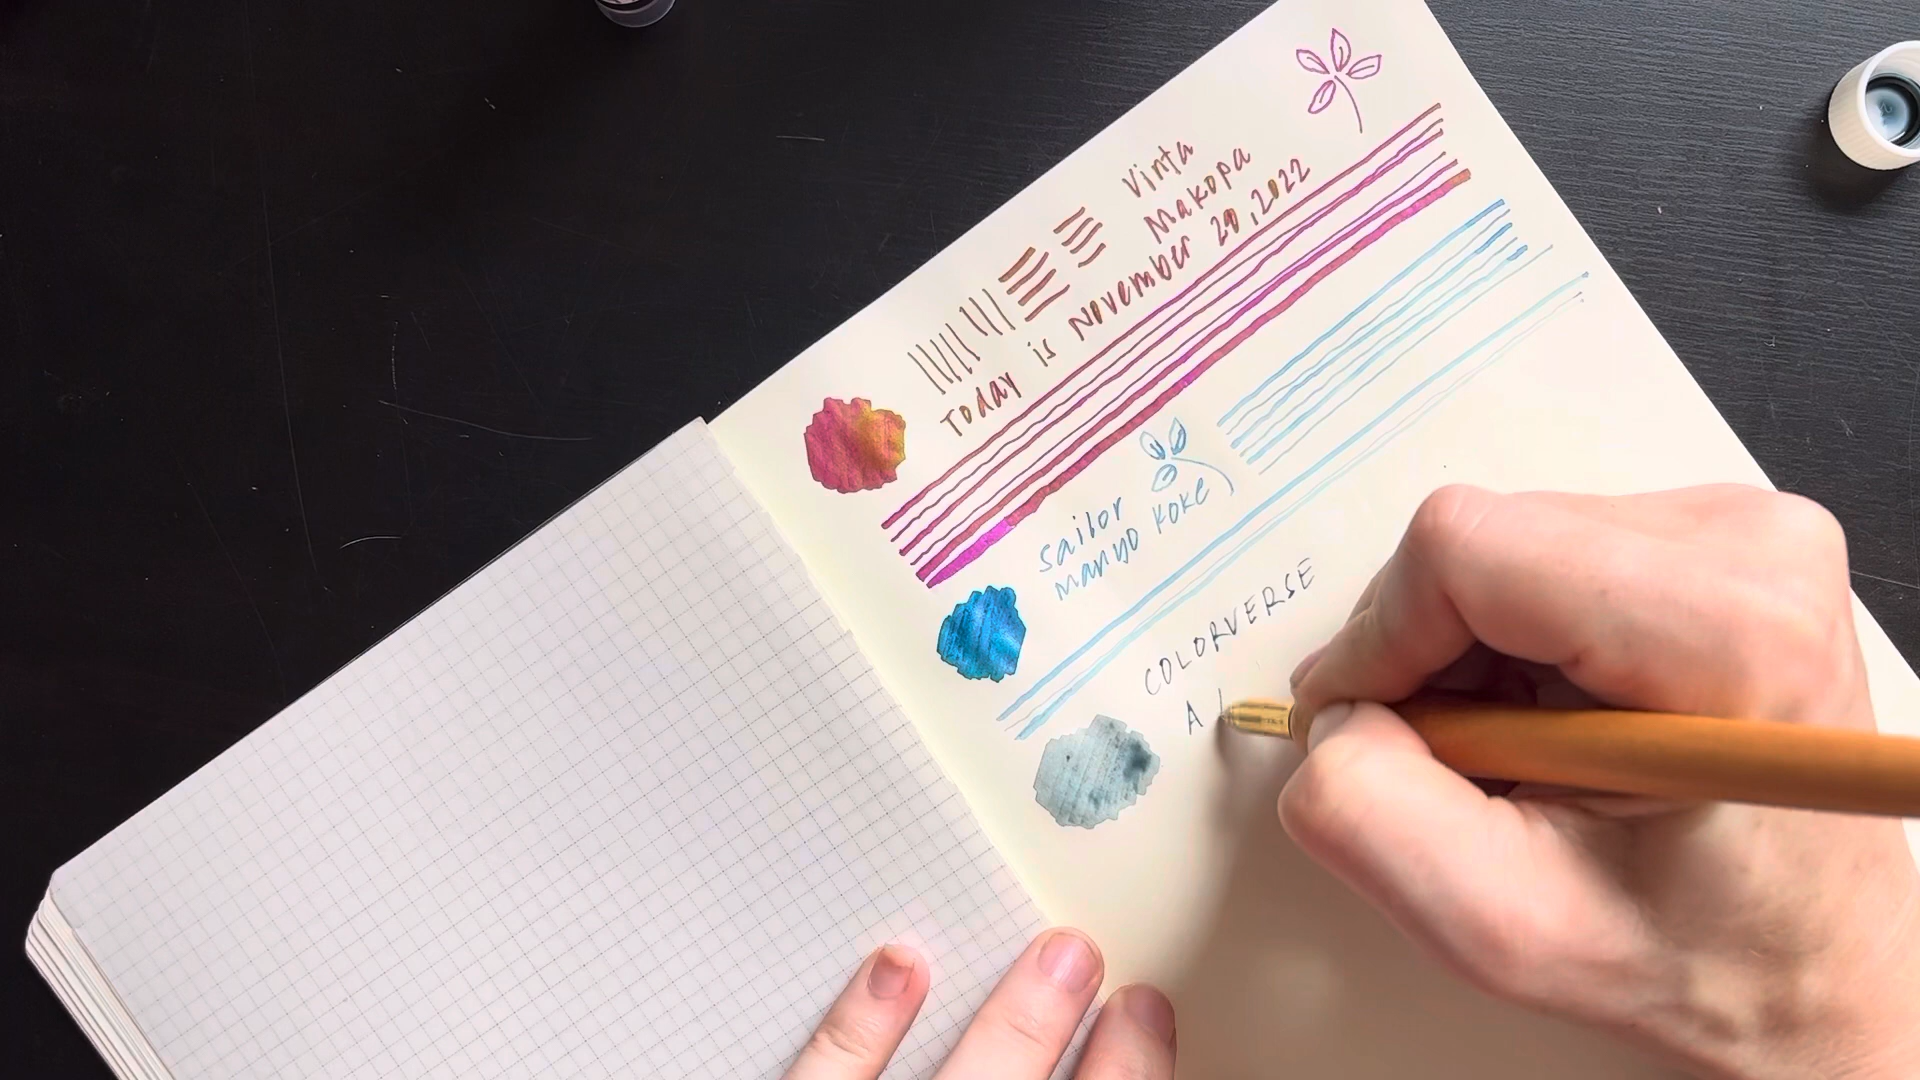 Vinta
Makopa
Today is November 20, 2022
sailor
manyo koke
COLORVERSE
A